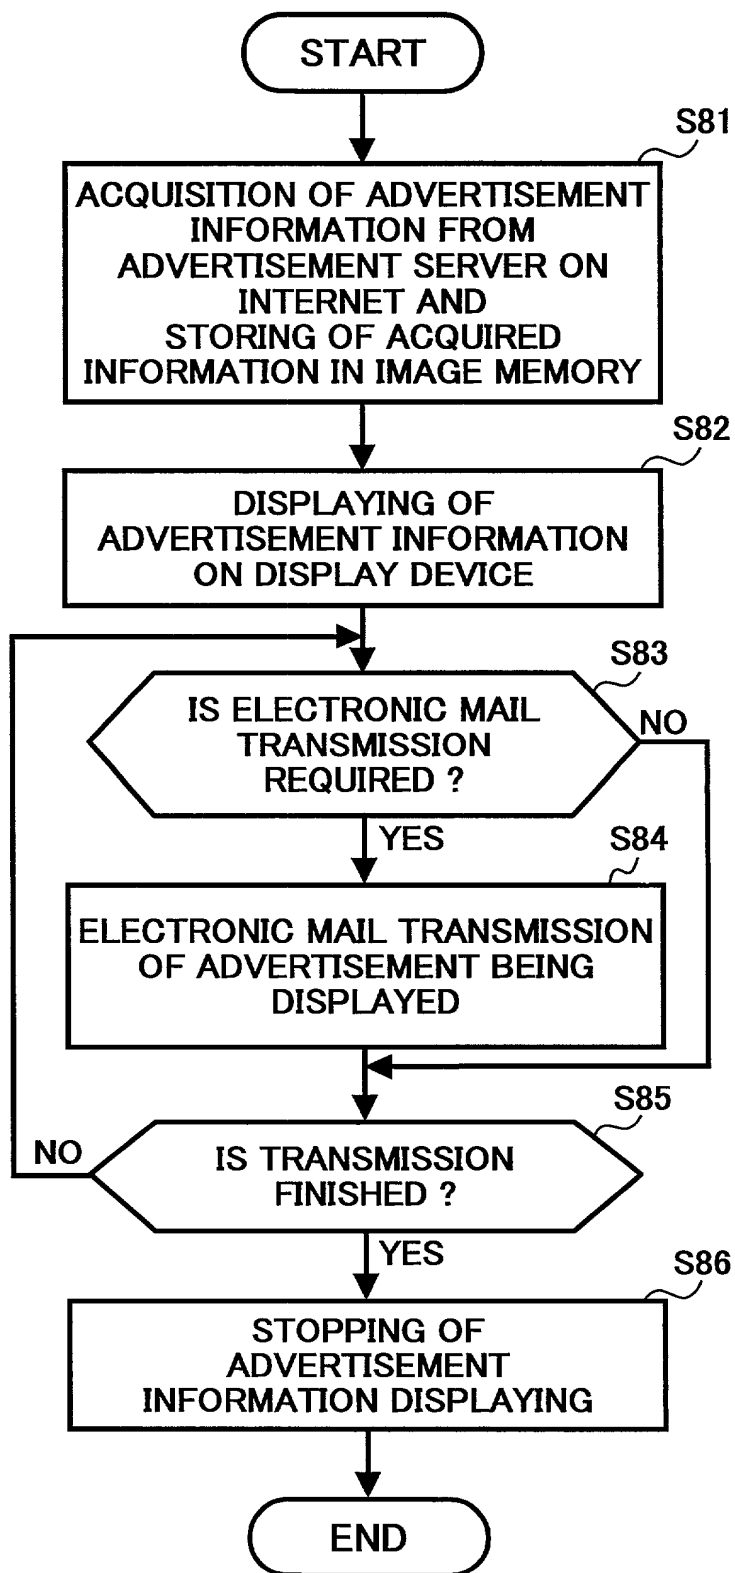 START
S81
ACQUISITION OF ADVERTISEMENT
INFORMATION FROM
ADVERTISEMENT SERVER ON
INTERNET AND
STORING OF ACQUIRED
INFORMATION IN IMAGE MEMORY
S82
DISPLAYING OF
ADVERTISEMENT INFORMATION
ON DISPLAY DEVICE
S83
IS ELECTRONIC MAIL
TRANSMISSION
REQUIRED ?
NO
YES
S84
ELECTRONIC MAIL TRANSMISSION
OF ADVERTISEMENT BEING
DISPLAYED
S85
NO
IS TRANSMISSION
FINISHED ?
YES
S86
STOPPING OF
ADVERTISEMENT
INFORMATION DISPLAYING
END